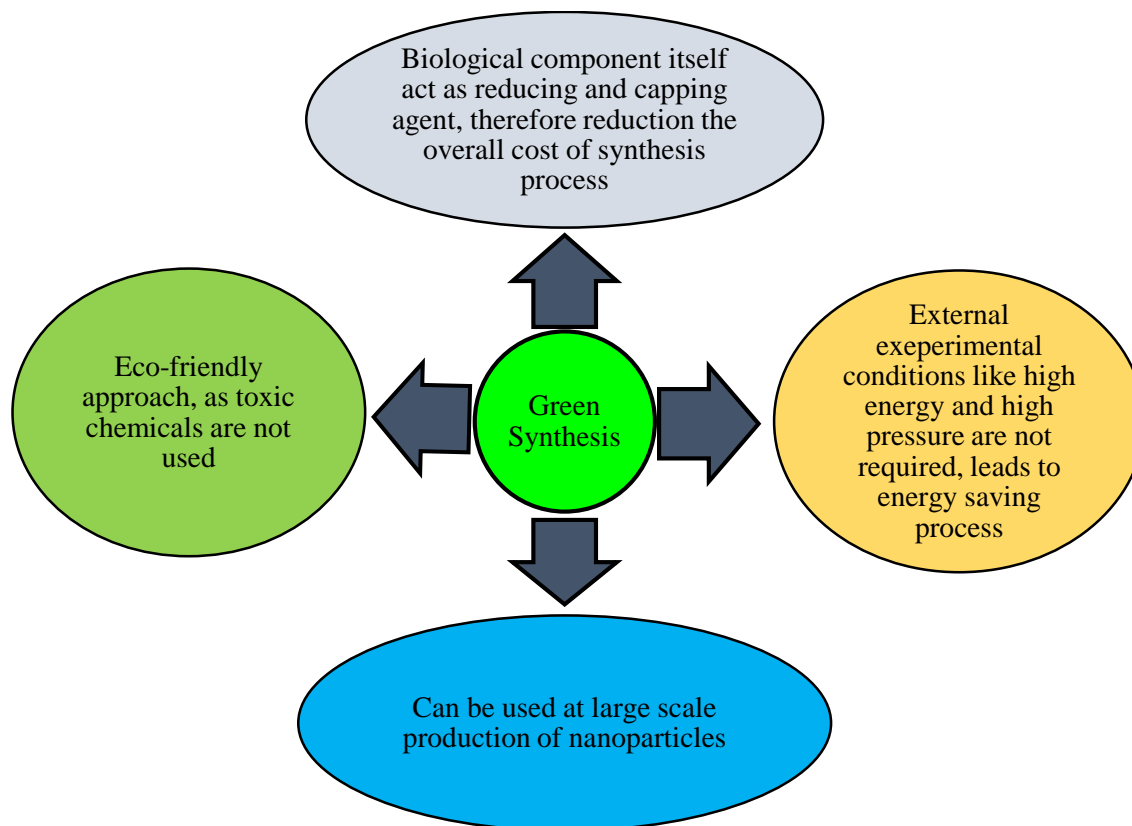 Biological component itself
act as reducing and capping
agent, therefore reduction the
overall cost of synthesis
process
Eco-friendly
approach, as toxic
chemicals are not
used
Green
Synthesis
External
exeperimental
conditions like high
energy and high
pressure are not
required, leads to
energy saving
process
Can be used at large scale
production of nanoparticles